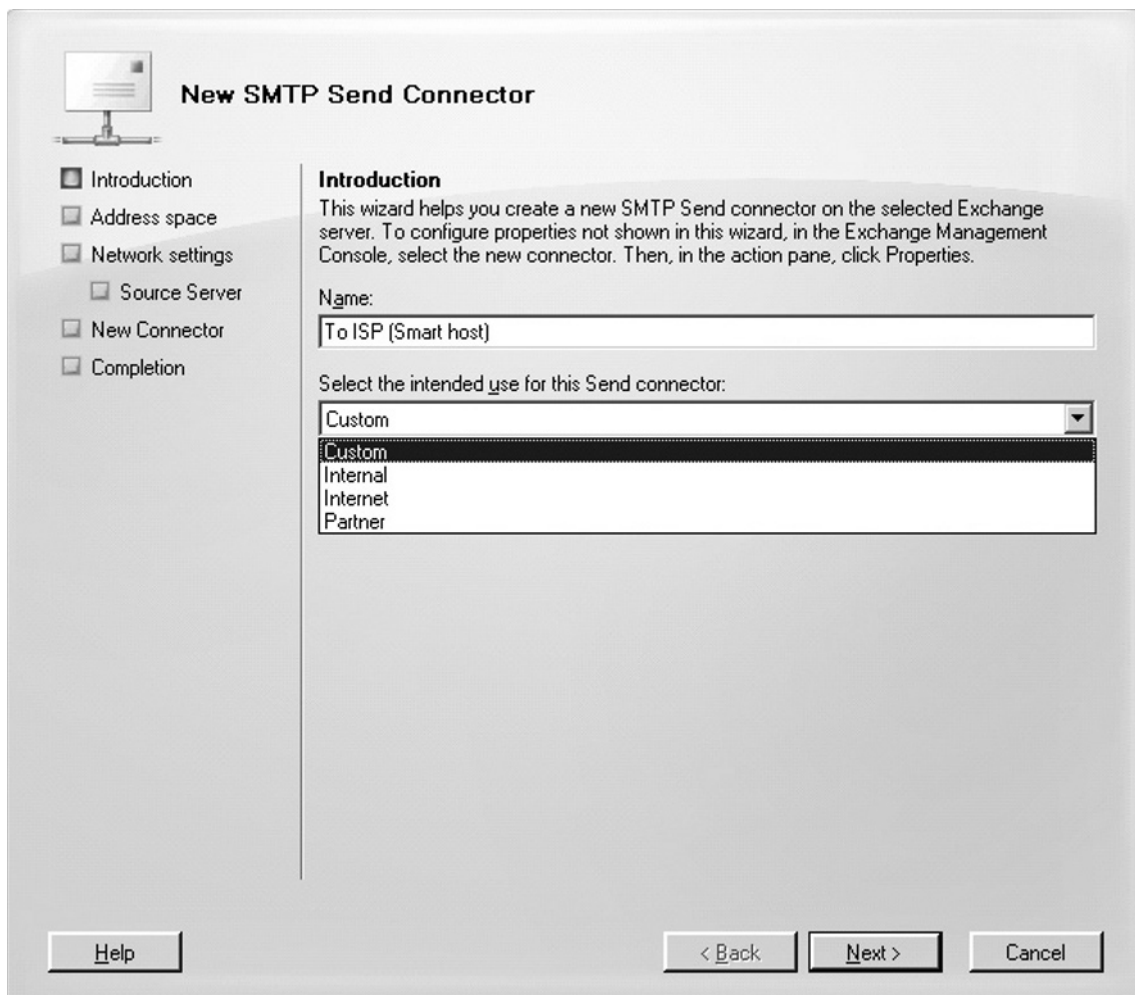 New SMTP Send Connector
Introduction
Address space
Network settings
Source Server
New Connector
Completion
Introduction
This wizard helps you create a new SMTP Send connector on the selected Exchange
server. To configure properties not shown in this wizard, in the Exchange Management
Console, select the new connector. Then, in the action pane, click Properties.
Name:
To ISP (Smart host)
Select the intended use for this Send connector:
Custom
Custom
Internal
Internet
Partner
Help
< Back
Next >
Cancel